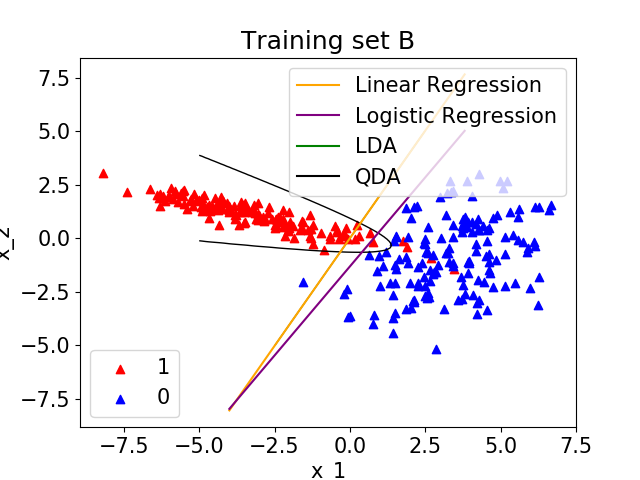 Training set B
Linear Regression
Logistic Regression
LDA
QDA
7.5
5.0
2.5
0.0
−2.5
−5.0
−7.5
x_2
1
0
−7.5 −5.0 −2.5 0.0 2.5 5.0 7.5
x_1